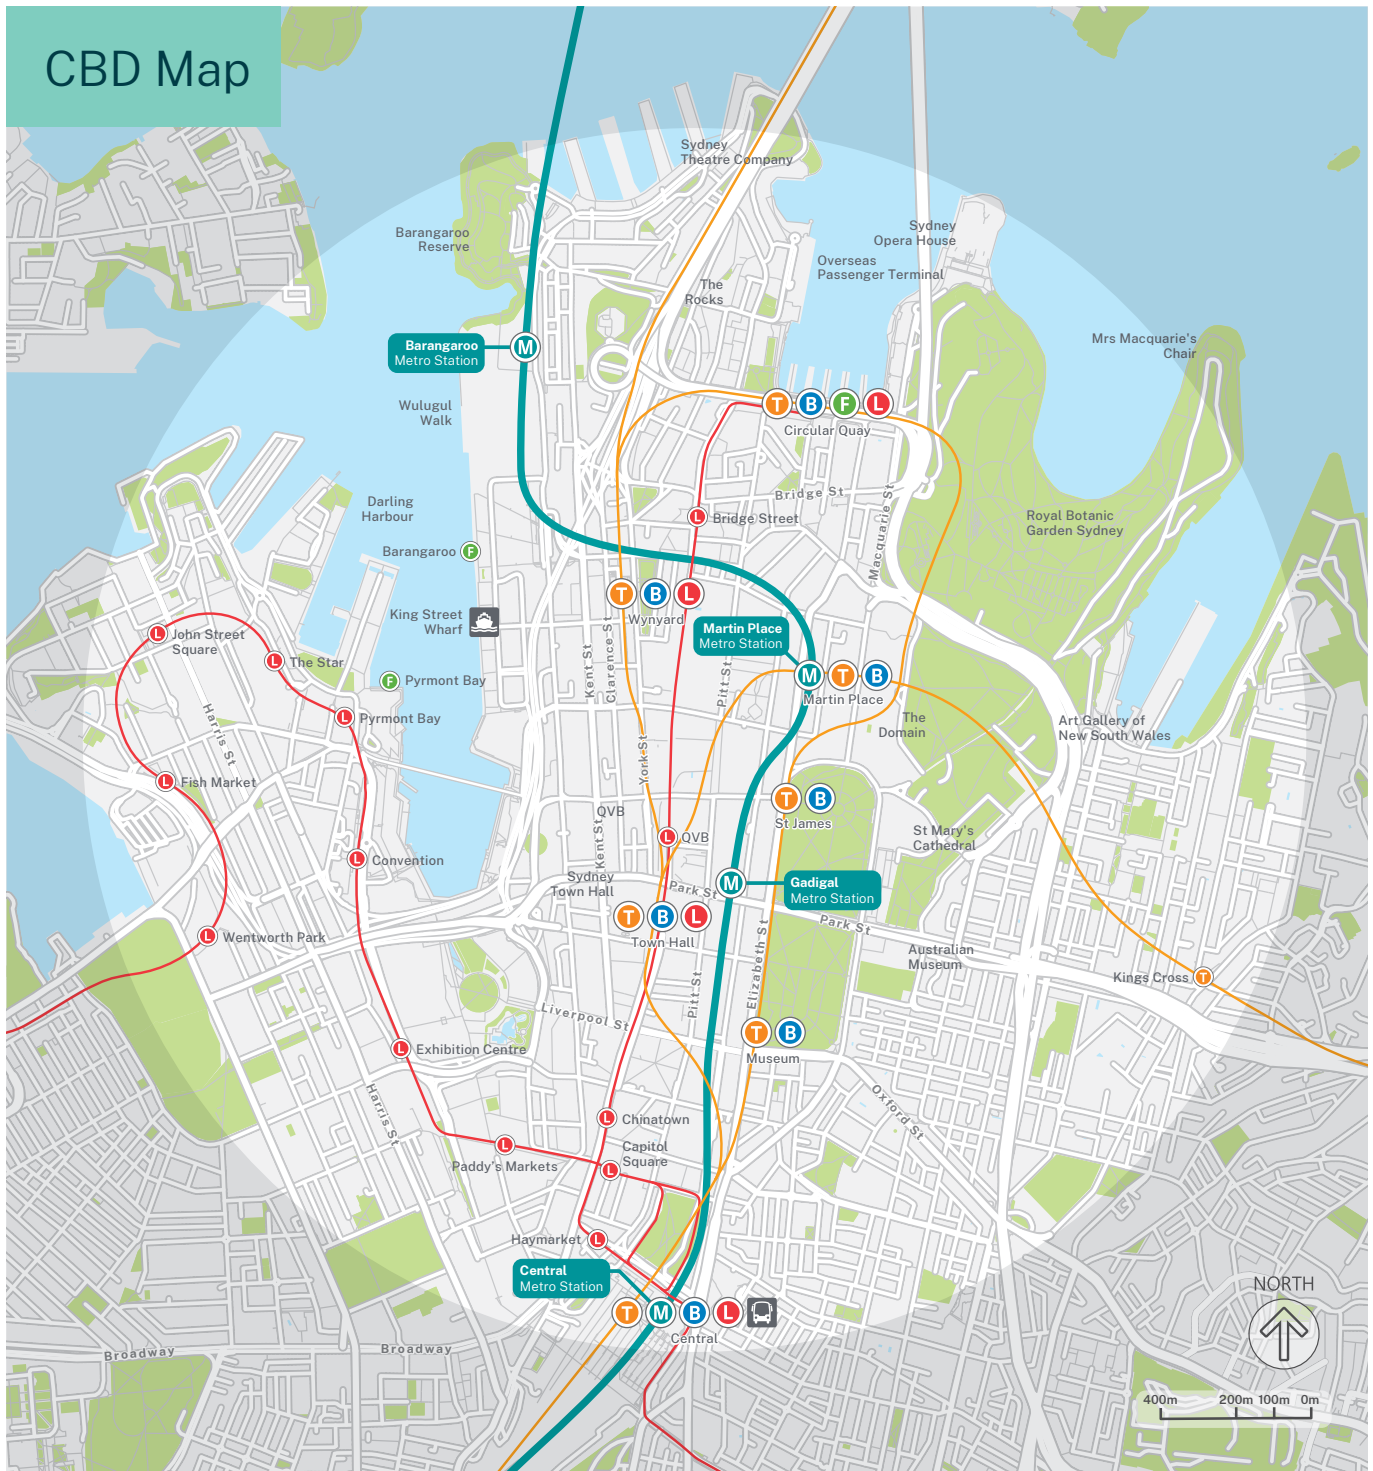 CBD Map
Sydney
Theatre Company
Barangaroo
Reserve
Sydney
Opera House
Overseas
Passenger Terminal
The
Rocks
Mrs Macquarie's
Chair
Barangaroo
Metro Station
M
Wulugul
Walk
T B F L
Circular Quay
Darling
Harbour
Bridge St
Macquarie St
L Bridge Street
Royal Botanic
Garden Sydney
Barangaroo F
T B L
Wynyard
King Street
Wharf
Martin Place
Metro Station
L John Street
Square
L The Star
Kent St
Clarence St
Pitt St
M T B
Martin Place
F Pyrmont Bay
L Pyrmont Bay
Harris St
The
Domain
Art Gallery of
New South Wales
York St
L Fish Market
T B
St James
QVB
L QVB
Kent St
St Mary's
Cathedral
L Convention
Sydney
Town Hall
Park St
M
Gadigal
Metro Station
T B L
Town Hall
Park St
L Wentworth Park
Elizabeth St
Australian
Museum
Kings Cross T
Pitt St
Liverpool St
T B
Museum
L Exhibition Centre
Harris St
Oxford St
L Chinatown
L
Paddy's Markets
Capitol
Square
L
Haymarket L
Central
Metro Station
T M B L
Central
NORTH
Broadway
Broadway
400m 200m 100m 0m